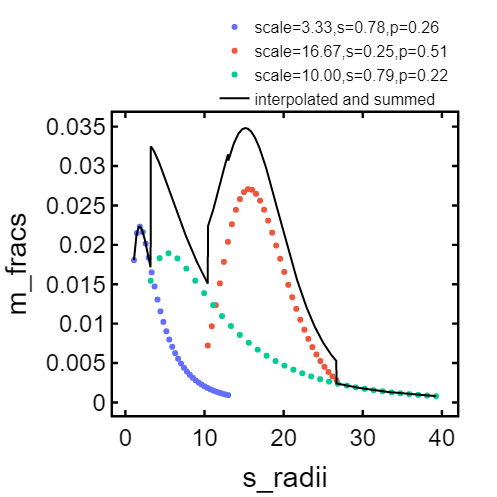 scale=3.33,s=0.78,p=0.26
scale=16.67,s=0.25,p=0.51
scale=10.00,s=0.79,p=0.22
interpolated and summed
0.035
0.03
0.025
0.02
0.015
0.01
0.005
0
m_fracs
0 10 20 30 40
s_radii